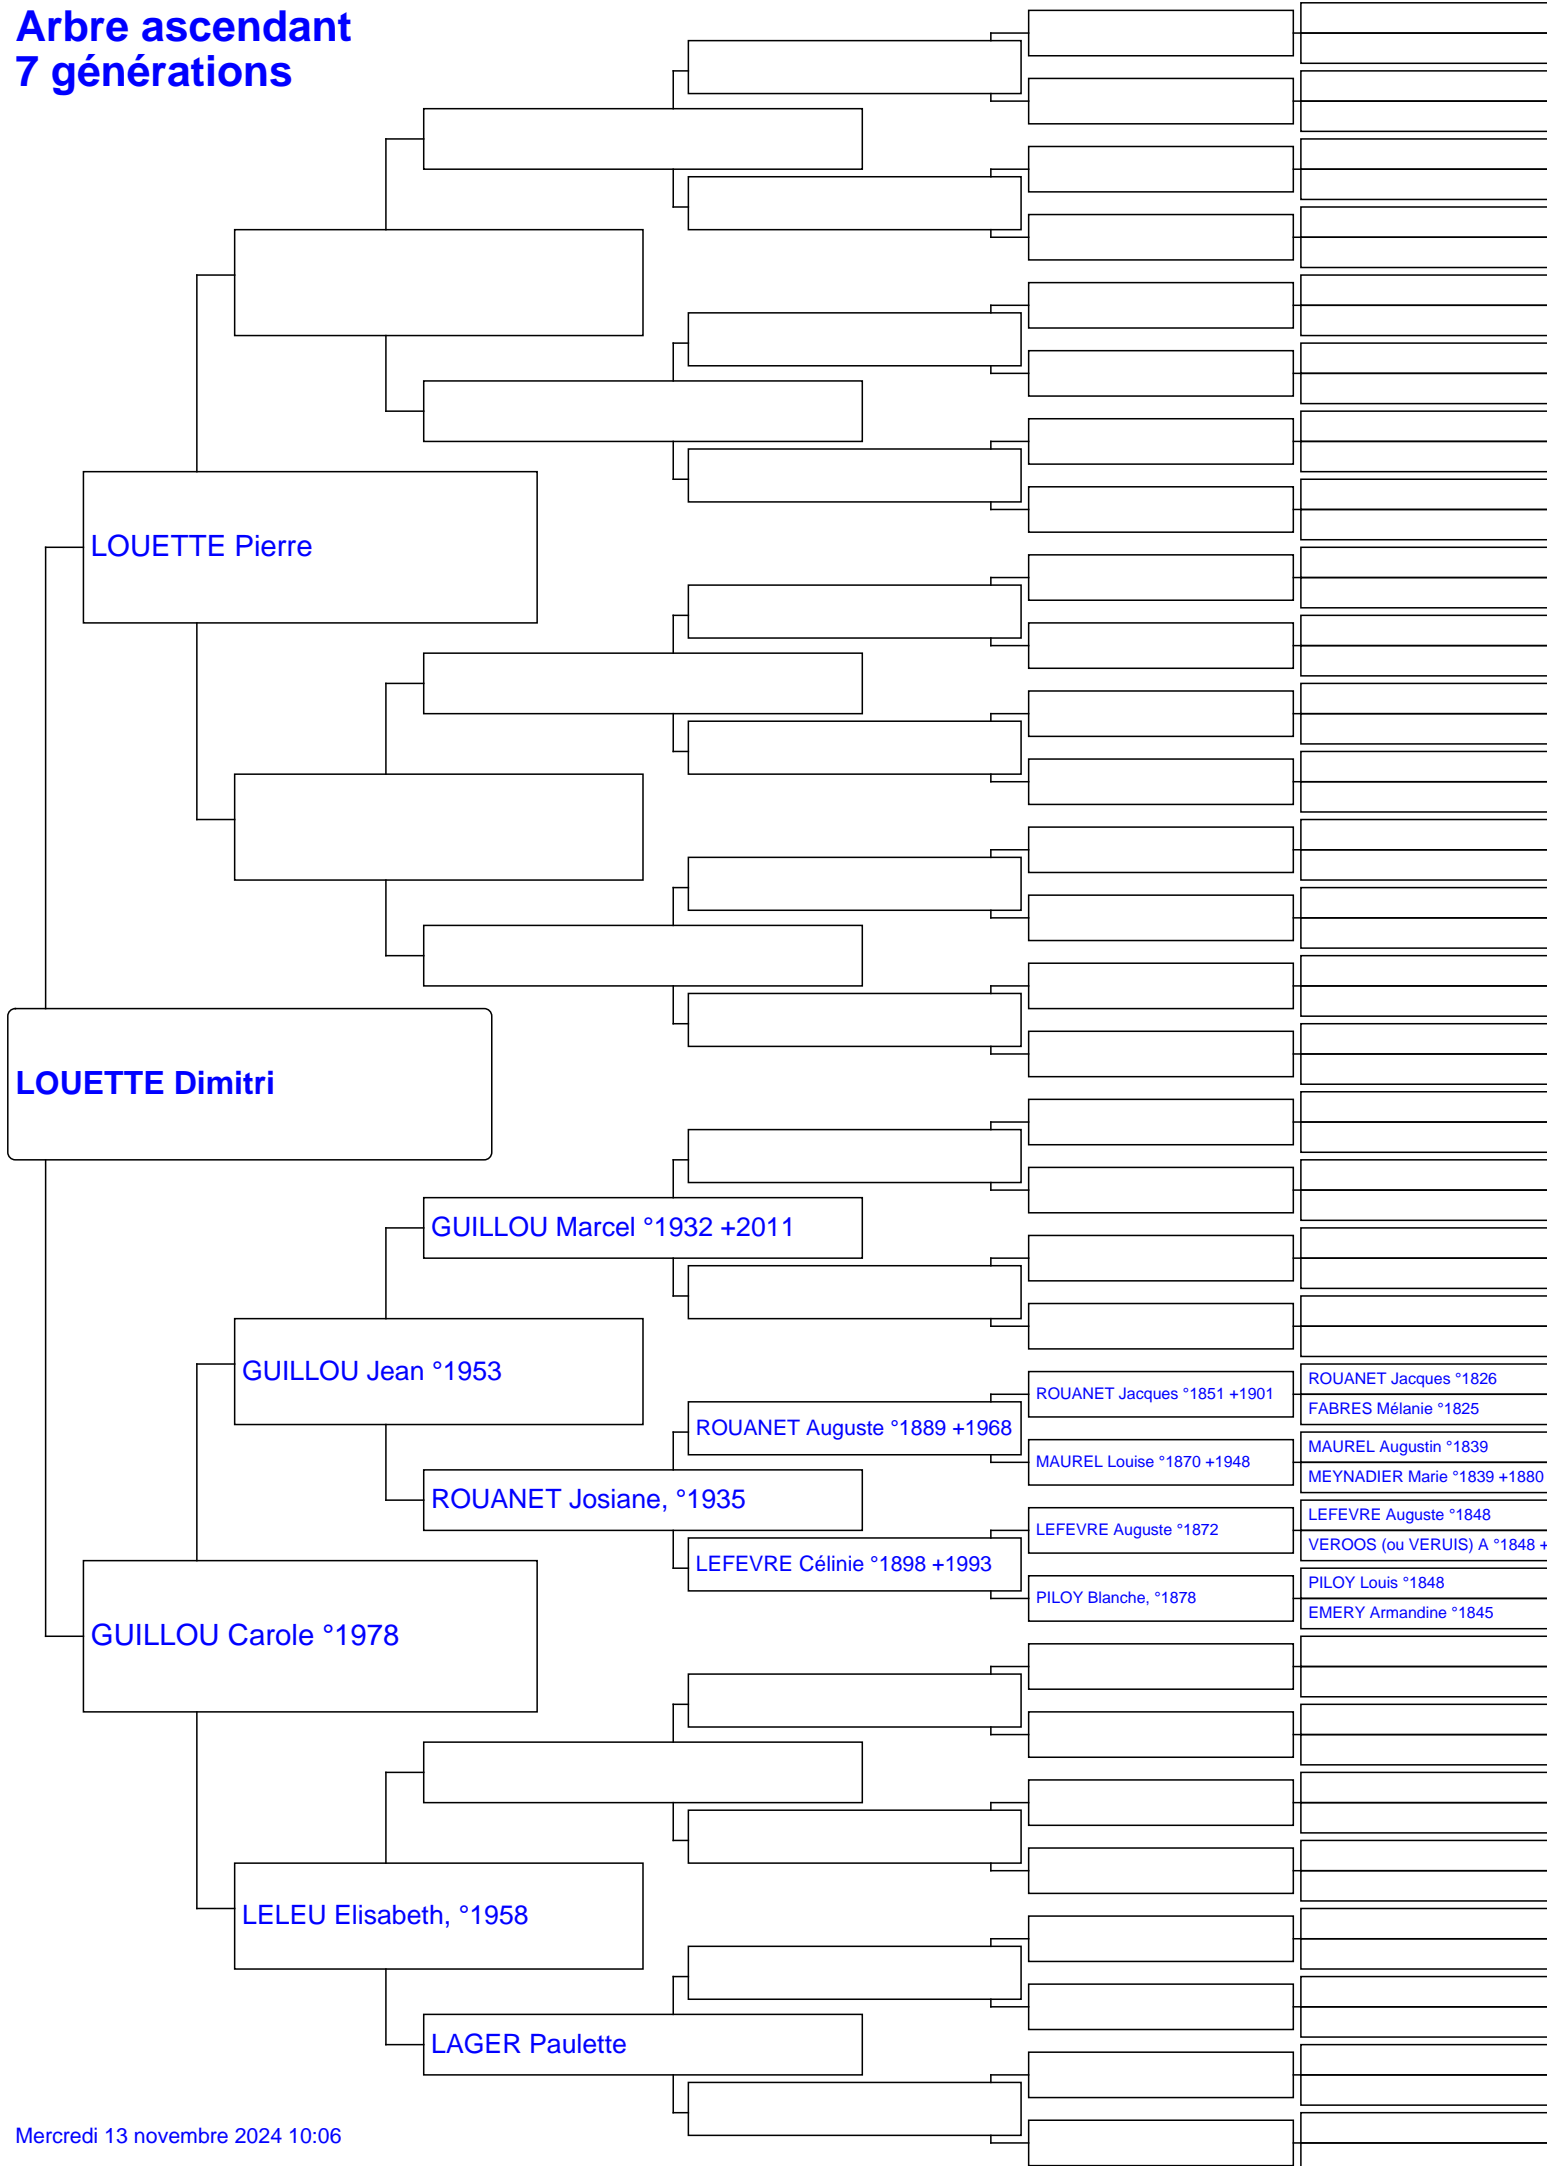 Arbre ascendant
7 générations
LOUETTE Pierre
LOUETTE Dimitri
GUILLOU Marcel °1932 +2011
GUILLOU Jean °1953
ROUANET Jacques °1851 +1901
ROUANET Jacques °1826
FABRES Mélanie °1825
ROUANET Auguste °1889 +1968
MAUREL Louise °1870 +1948
MAUREL Augustin °1839
MEYNADIER Marie °1839 +1880
ROUANET Josiane, °1935
LEFEVRE Auguste °1872
LEFEVRE Auguste °1848
VEROOS (ou VERUIS) A °1848 +
LEFEVRE Célinie °1898 +1993
PILOY Blanche, °1878
PILOY Louis °1848
EMERY Armandine °1845
GUILLOU Carole °1978
LELEU Elisabeth, °1958
LAGER Paulette
Mercredi 13 novembre 2024 10:06